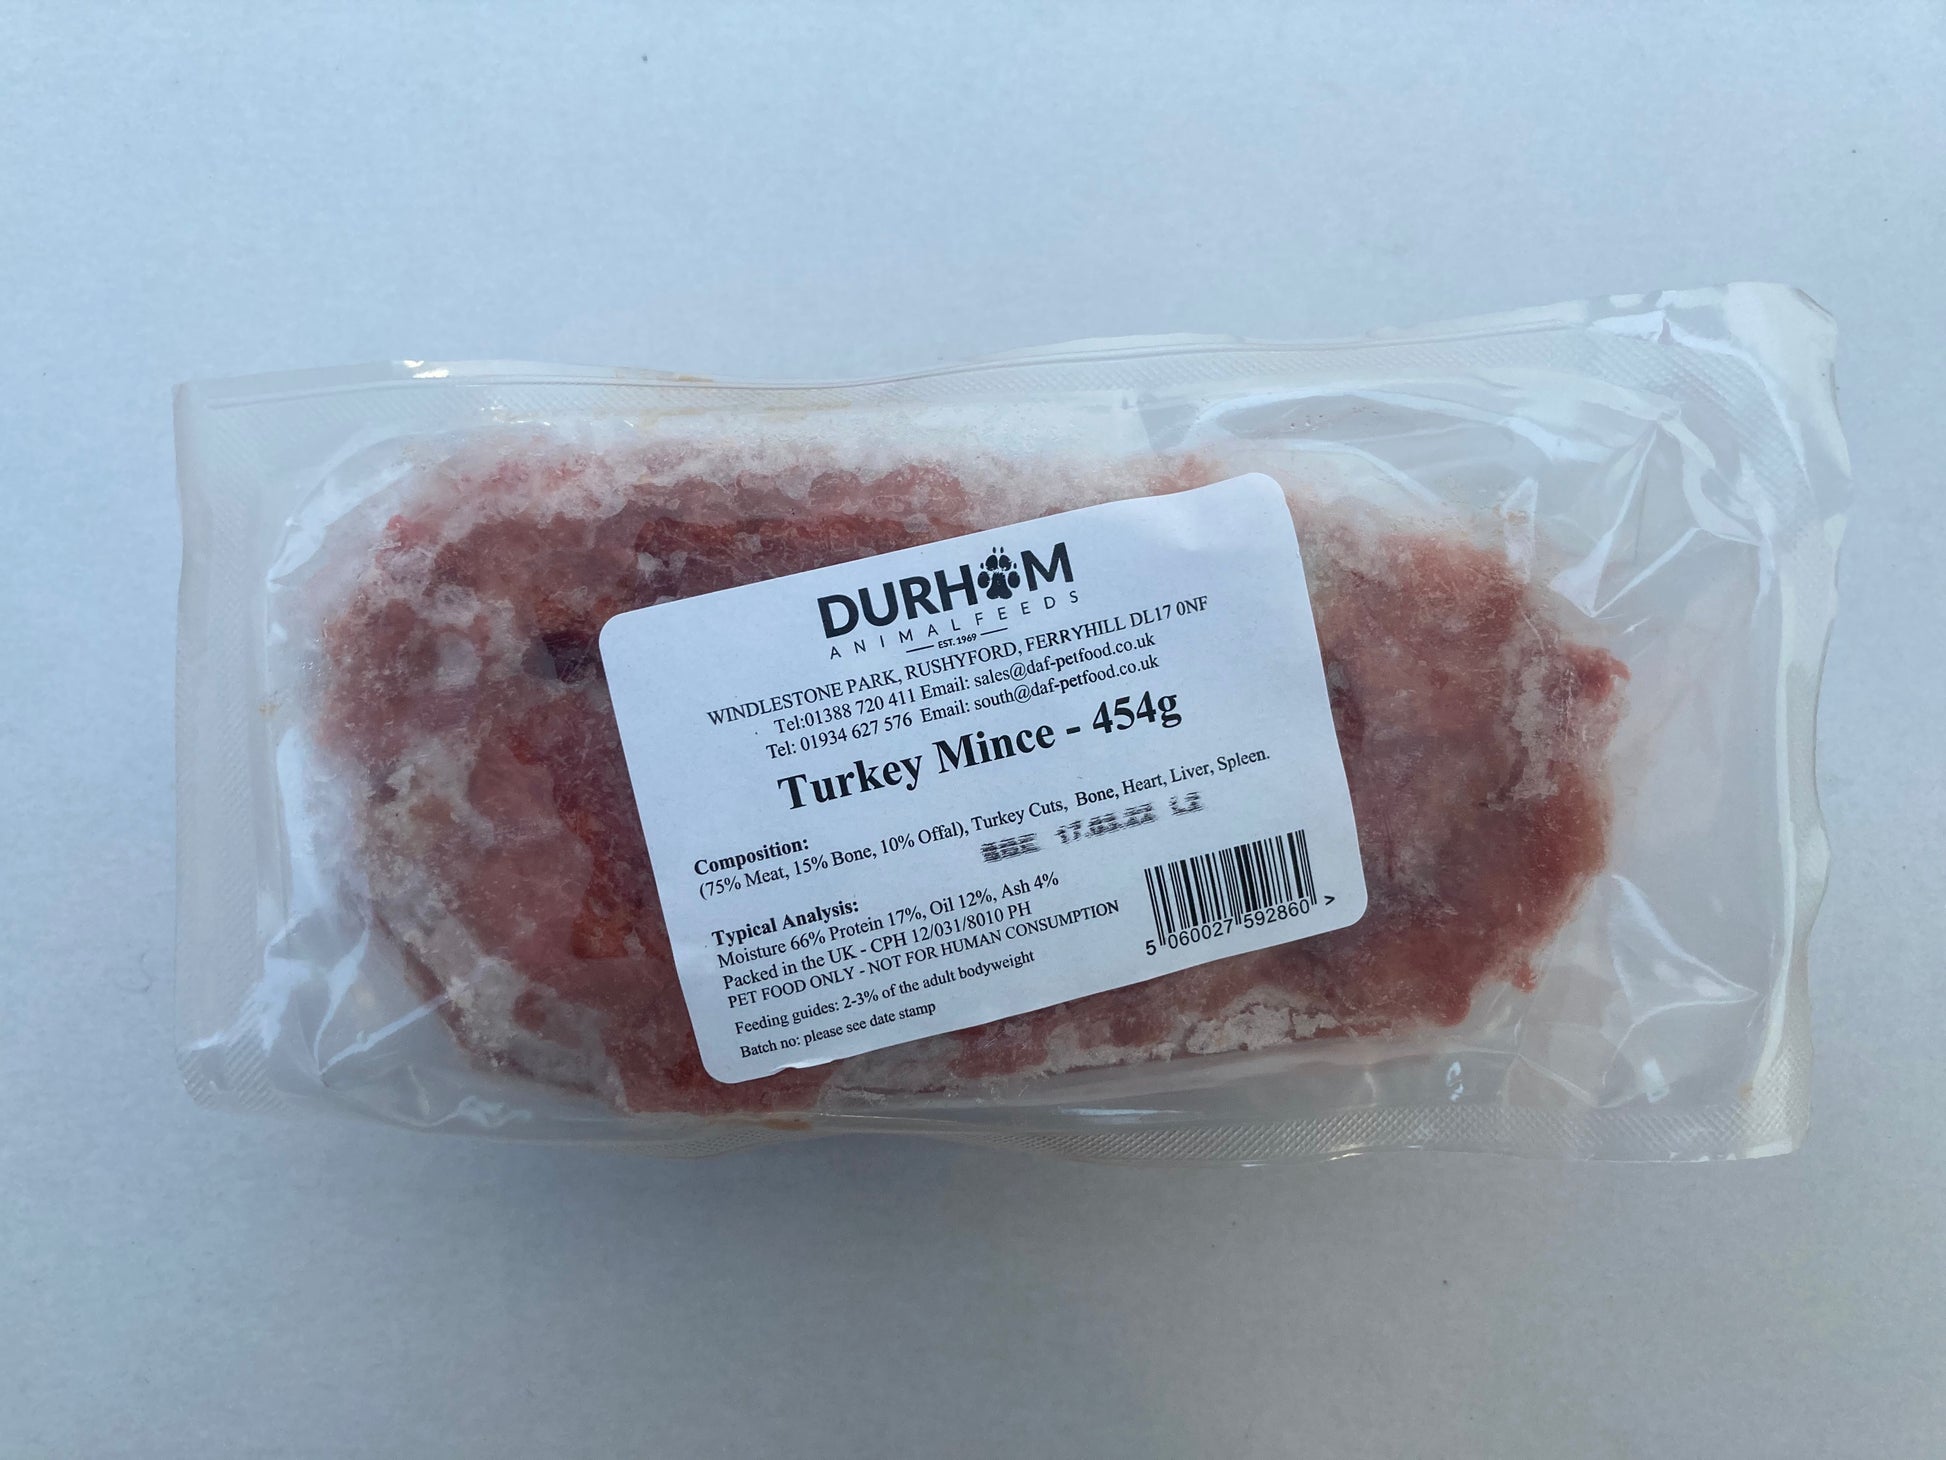 DURHAM
ANIMAL FEEDS
EST. 1969
WINDLESTONE PARK, RUSHYFORD, FERRYHILL DL17 0NF
Tel:01388 720 411 Email: sales@daf-petfood.co.uk
Tel: 01934 627 576 Email: south@daf-petfood.co.uk
Turkey Mince - 454g
Composition:
(75% Meat, 15% Bone, 10% Offal), Turkey Cuts, Bone, Heart, Liver, Spleen.
Typical Analysis:
Moisture 66% Protein 17%, Oil 12%, Ash 4%
Packed in the UK - CPH 12/031/8010 PH
PET FOOD ONLY - NOT FOR HUMAN CONSUMPTION
Feeding guides: 2-3% of the adult bodyweight
Batch no: please see date stamp
5 060027 592860 >